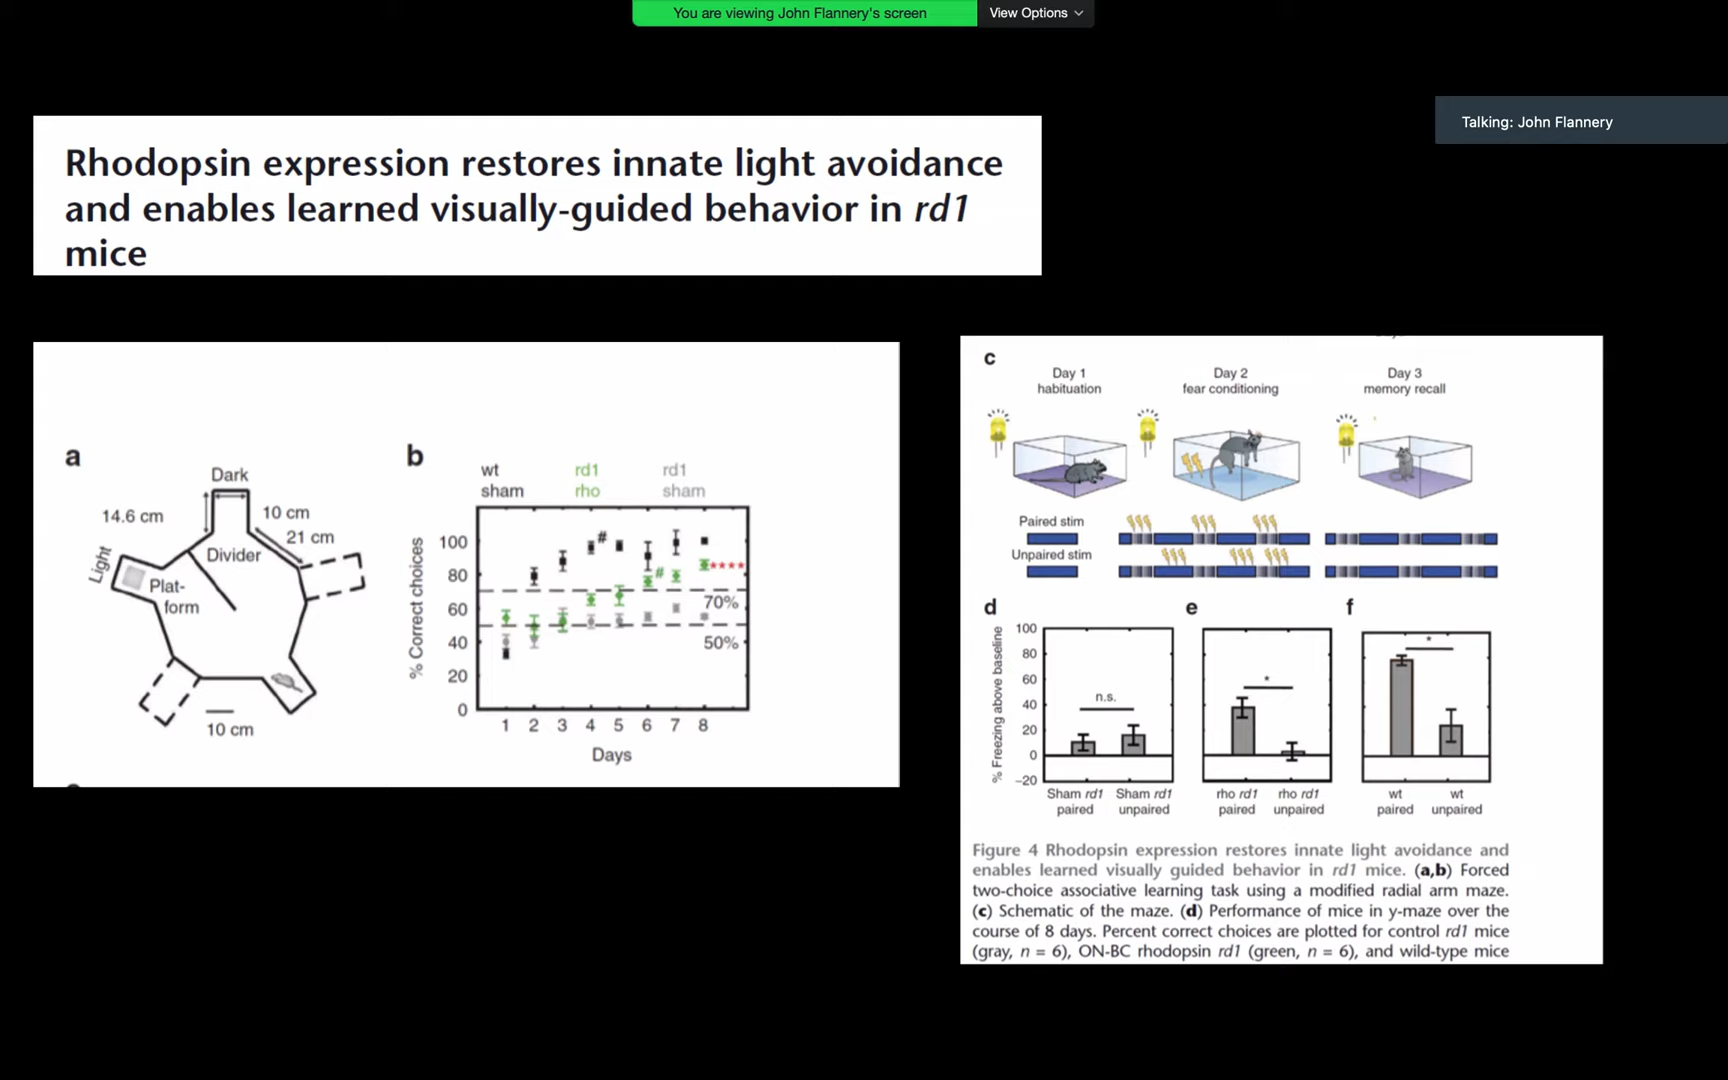 You are viewing John Flannery's screen
View Options
Talking: John Flannery
Rhodopsin expression restores innate light avoidance
and enables learned visually-guided behavior in rd1
mice
a
Dark
14.6 cm
10 cm
21 cm
Divider
Light
Plat-
form
10 cm
b
wt
sham
rd1
rho
rd1
sham
% Correct choices
100
80
60
40
20
0
#
#
****
70%
50%
1 2 3 4 5 6 7 8
Days
c
Day 1
habituation
Day 2
fear conditioning
Day 3
memory recall
Paired stim
Unpaired stim
d
% Freezing above baseline
100
80
60
40
20
0
−20
n.s.
Sham rd1
paired
Sham rd1
unpaired
e
*
rho rd1
paired
rho rd1
unpaired
f
*
wt
paired
wt
unpaired
Figure 4 Rhodopsin expression restores innate light avoidance and
enables learned visually guided behavior in rd1 mice. (a,b) Forced
two-choice associative learning task using a modified radial arm maze.
(c) Schematic of the maze. (d) Performance of mice in y-maze over the
course of 8 days. Percent correct choices are plotted for control rd1 mice
(gray, n = 6), ON-BC rhodopsin rd1 (green, n = 6), and wild-type mice